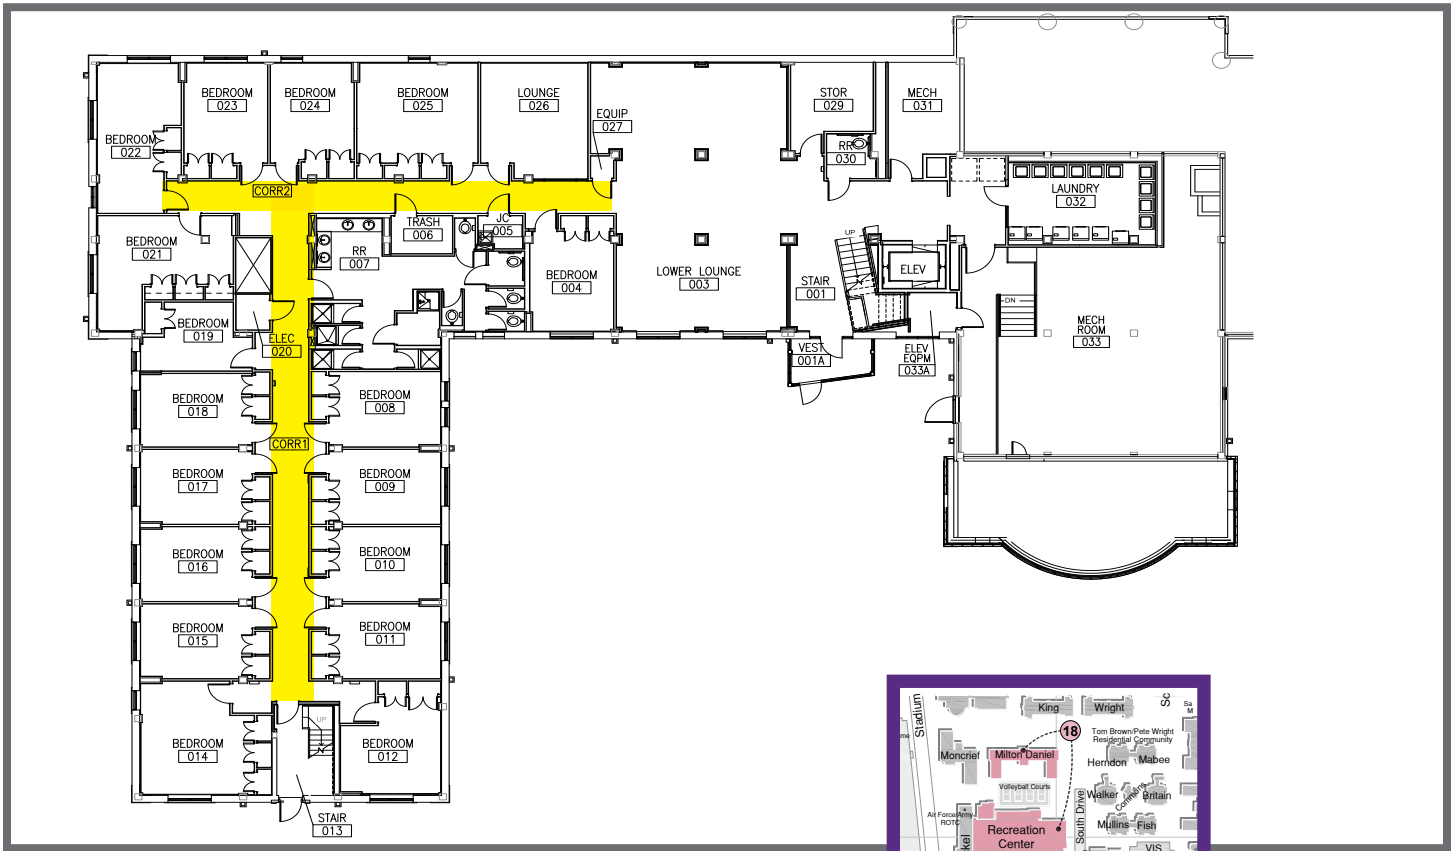 BEDROOM
023
BEDROOM
024
BEDROOM
025
LOUNGE
026
EQUIP
027
STOR
029
MECH
031
BEDROOM
022
RR
030
CORR2
LAUNDRY
032
BEDROOM
021
RR
007
TRASH
006
JC
005
BEDROOM
004
LOWER LOUNGE
003
STAIR
001
UP
ELEV
DN
MECH
ROOM
033
BEDROOM
019
ELEC
020
VEST
001A
ELEV
EQPM
033A
BEDROOM
018
BEDROOM
008
CORR1
BEDROOM
017
BEDROOM
009
BEDROOM
016
BEDROOM
010
BEDROOM
015
BEDROOM
011
BEDROOM
014
UP
BEDROOM
012
STAIR
013
Stadium
King
Wright
Sc
Sa
M
18
Tom Brown/Pete Wright
Residential Community
me
Moncrief
Milton Daniel
Herndon
Mabee
Volleyball Courts
Walker
Commons
Britain
Air Force/Army
ROTC
South Drive
Mullins
Fish
kel
Recreation
Center
VIS